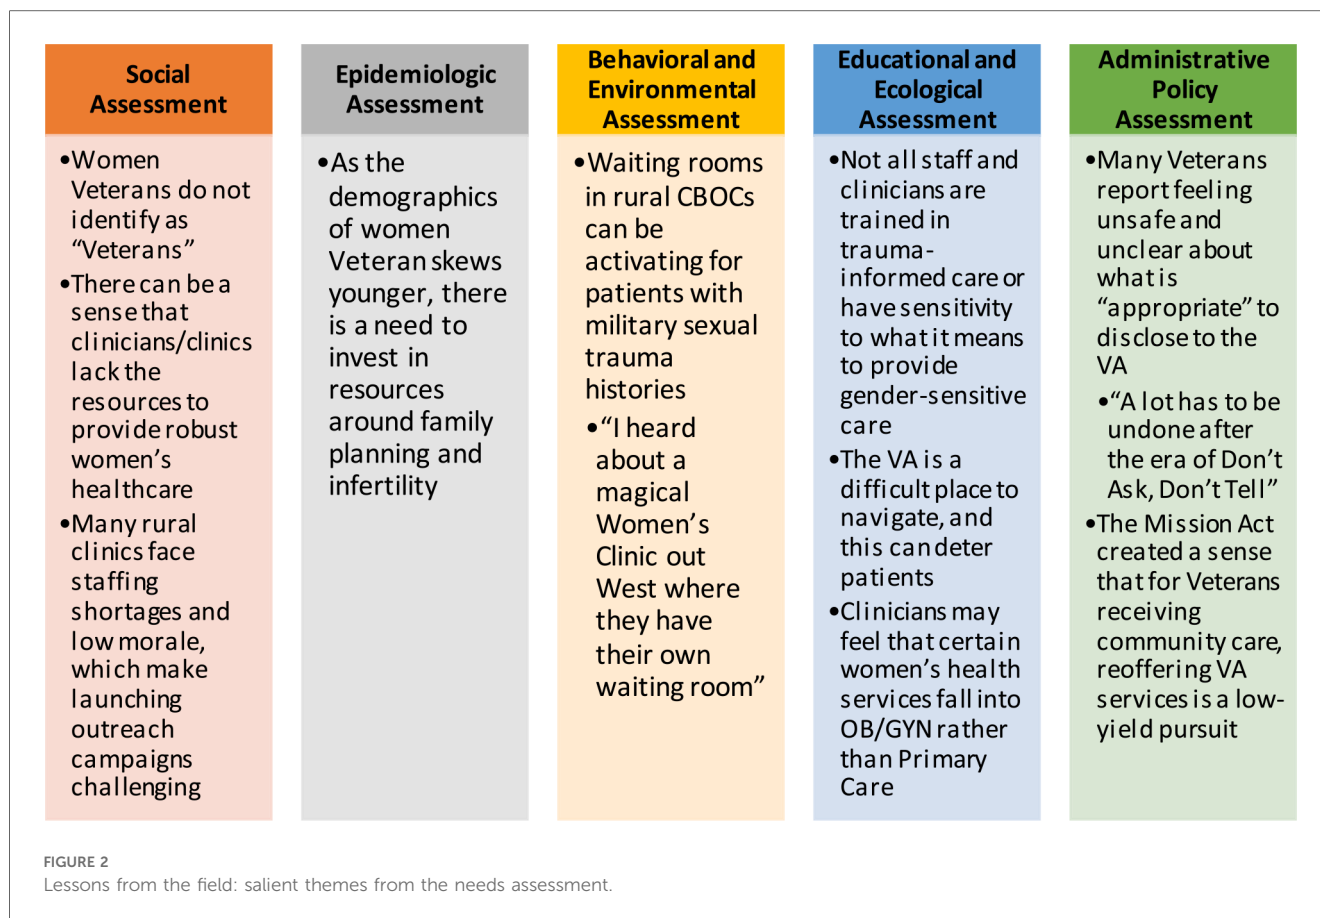 Social
Assessment
•Women
Veterans do not
identify as
“Veterans”
•There can be a
sense that
clinicians/clinics
lack the
resources to
provide robust
women’s
healthcare
•Many rural
clinics face
staffing
shortages and
low morale,
which make
launching
outreach
campaigns
challenging
Epidemiologic
Assessment
•As the
demographics
of women
Veteran skews
younger, there
is a need to
invest in
resources
around family
planning and
infertility
Behavioral and
Environmental
Assessment
•Waiting rooms
in rural CBOCs
can be
activating for
patients with
military sexual
trauma
histories
•“I heard
about a
magical
Women’s
Clinic out
West where
they have
their own
waiting room”
Educational and
Ecological
Assessment
•Not all staff and
clinicians are
trained in
trauma-
informed care or
have sensitivity
to what it means
to provide
gender-sensitive
care
•The VA is a
difficult place to
navigate, and
this can deter
patients
•Clinicians may
feel that certain
women’s health
services fall into
OB/GYN rather
than Primary
Care
Administrative
Policy
Assessment
•Many Veterans
report feeling
unsafe and
unclear about
what is
“appropriate” to
disclose to the
VA
•“A lot has to be
undone after
the era of Don’t
Ask, Don’t Tell”
•The Mission Act
created a sense
that for Veterans
receiving
community care,
reoffering VA
services is a low-
yield pursuit
FIGURE 2
Lessons from the field: salient themes from the needs assessment.